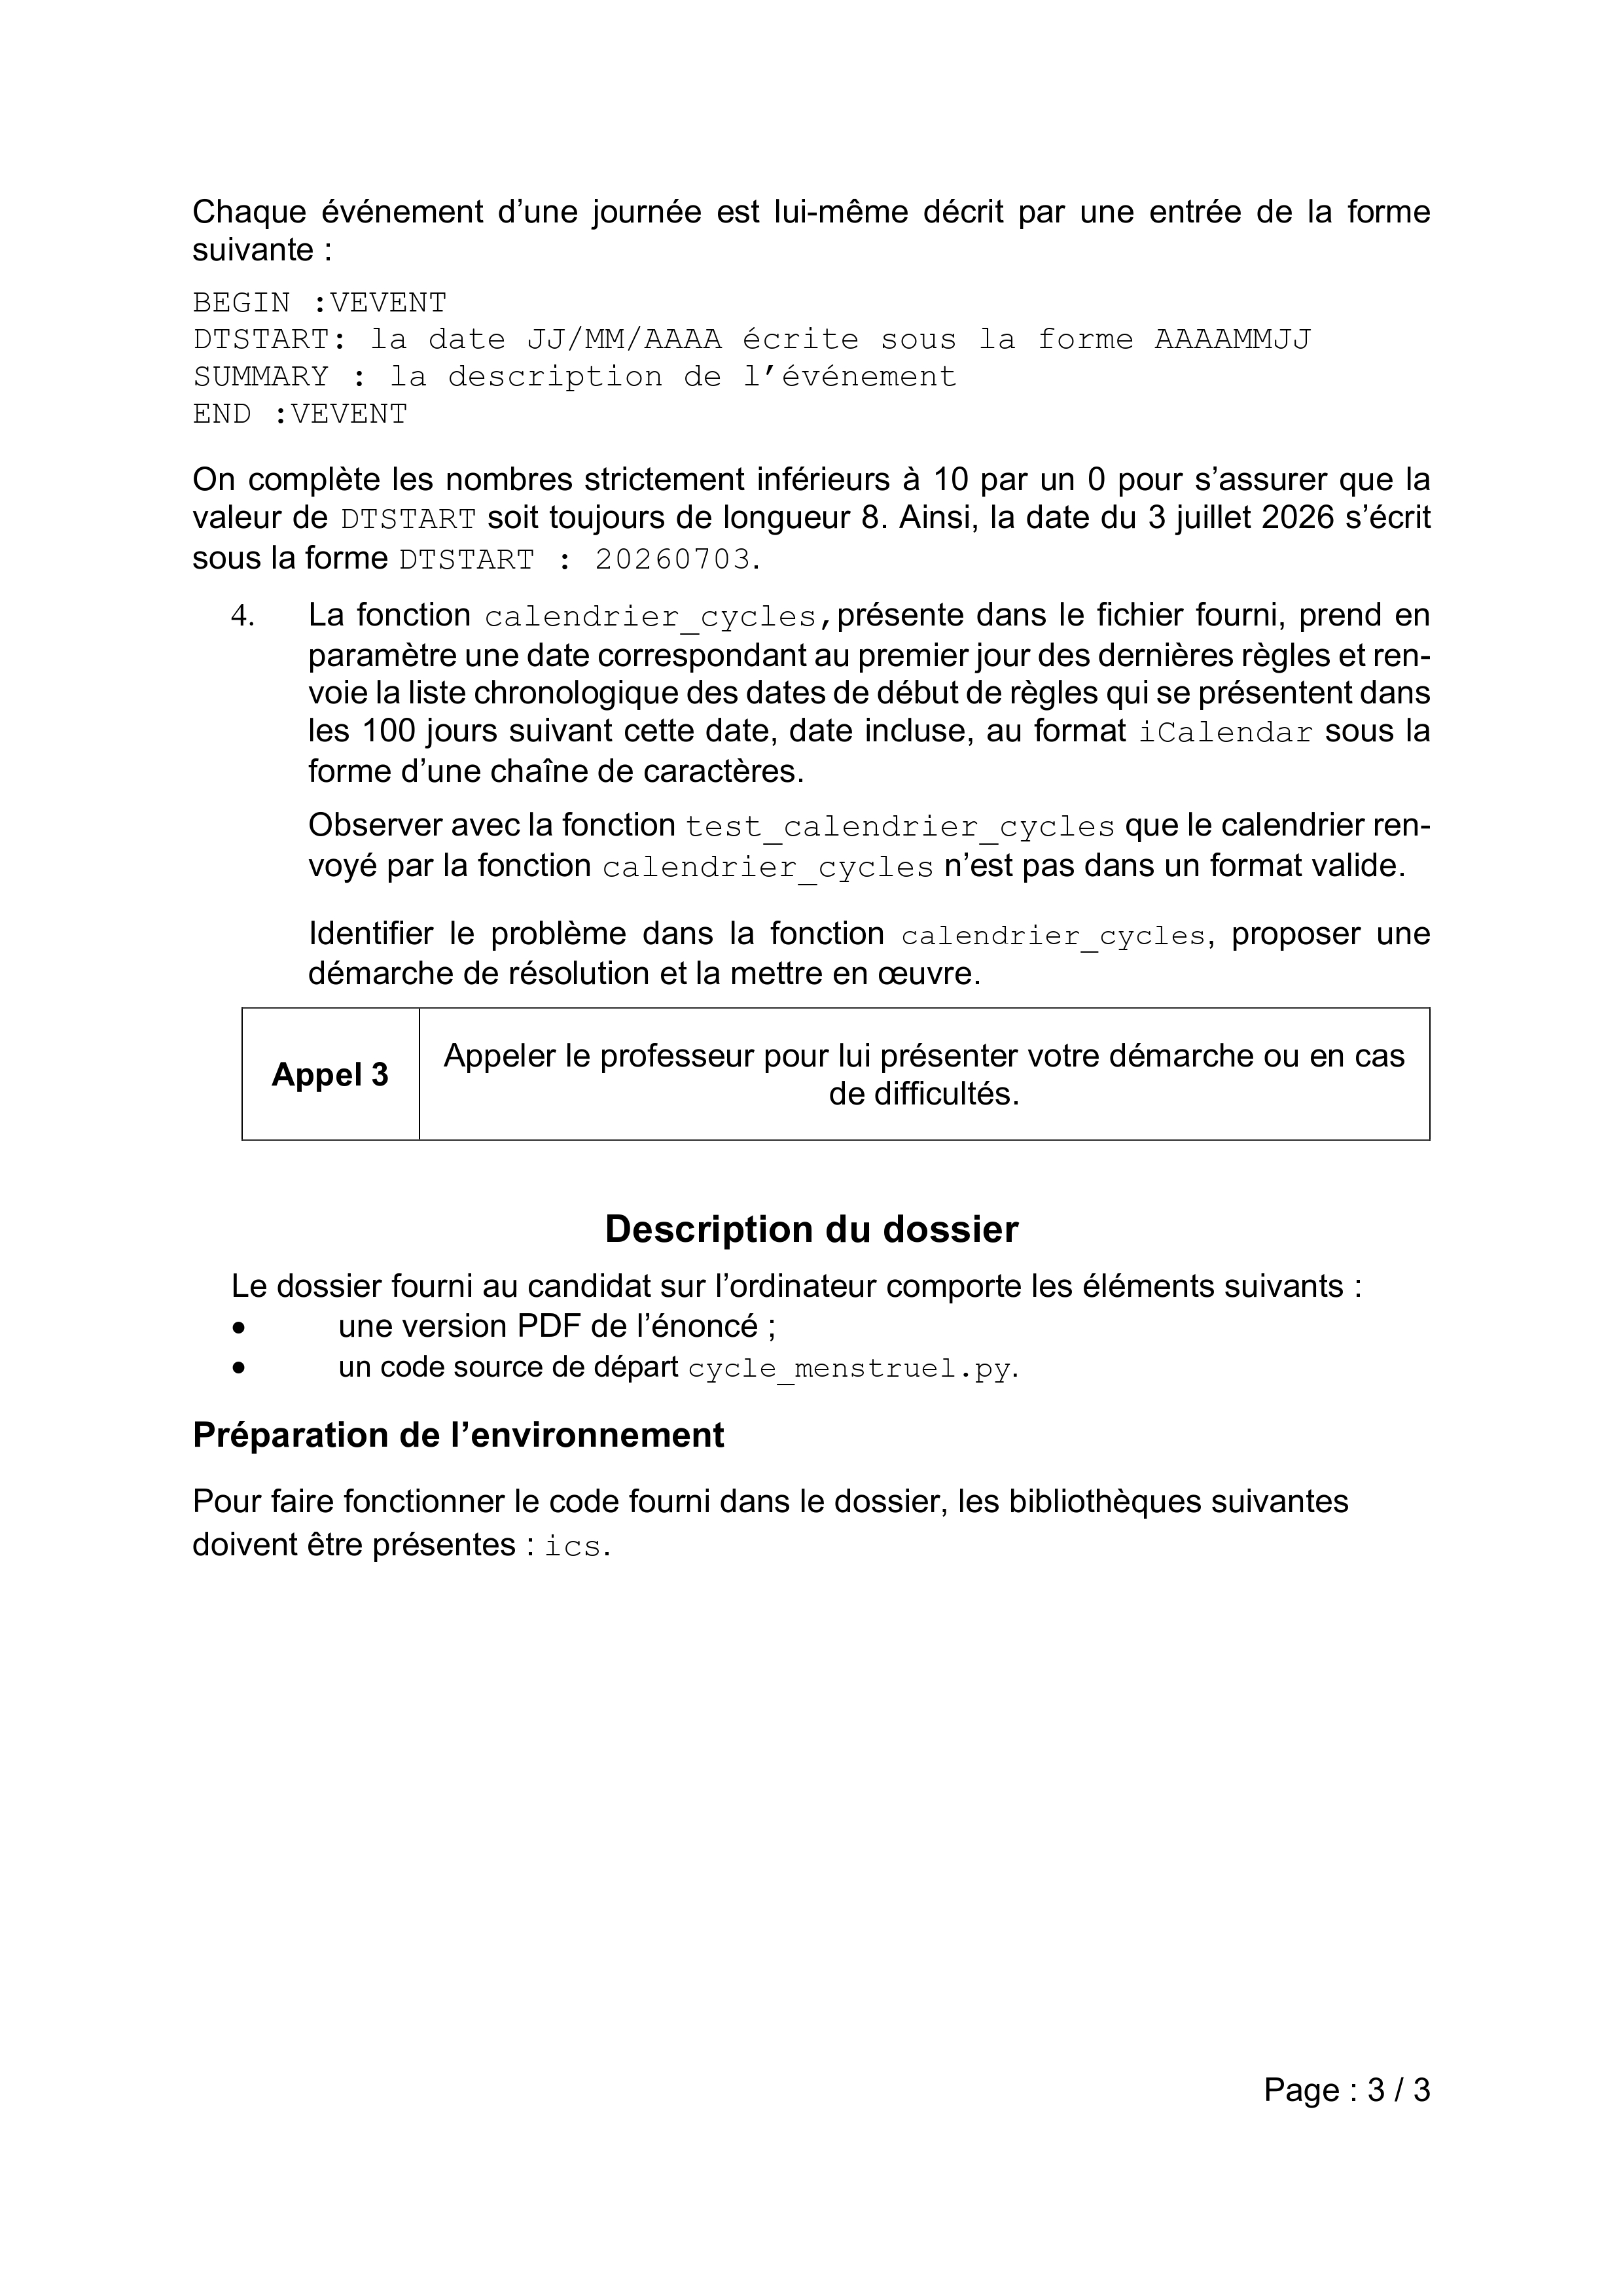 Chaque événement d’une journée est lui-même décrit par une entrée de la forme
suivante :
BEGIN :VEVENT
DTSTART: la date JJ/MM/AAAA écrite sous la forme AAAAMMJJ
SUMMARY : la description de l’événement
END :VEVENT
On complète les nombres strictement inférieurs à 10 par un 0 pour s’assurer que la
valeur de DTSTART soit toujours de longueur 8. Ainsi, la date du 3 juillet 2026 s’écrit
sous la forme DTSTART : 20260703.
4. La fonction calendrier_cycles, présente dans le fichier fourni, prend en
paramètre une date correspondant au premier jour des dernières règles et ren-
voie la liste chronologique des dates de début de règles qui se présentent dans
les 100 jours suivant cette date, date incluse, au format iCalendar sous la
forme d’une chaîne de caractères.
Observer avec la fonction test_calendrier_cycles que le calendrier ren-
voyé par la fonction calendrier_cycles n’est pas dans un format valide.
Identifier le problème dans la fonction calendrier_cycles, proposer une
démarche de résolution et la mettre en œuvre.
Appel 3
Appeler le professeur pour lui présenter votre démarche ou en cas
de difficultés.
Description du dossier
Le dossier fourni au candidat sur l’ordinateur comporte les éléments suivants :
• une version PDF de l’énoncé ;
• un code source de départ cycle_menstruel.py.
Préparation de l’environnement
Pour faire fonctionner le code fourni dans le dossier, les bibliothèques suivantes
doivent être présentes : ics.
Page : 3 / 3